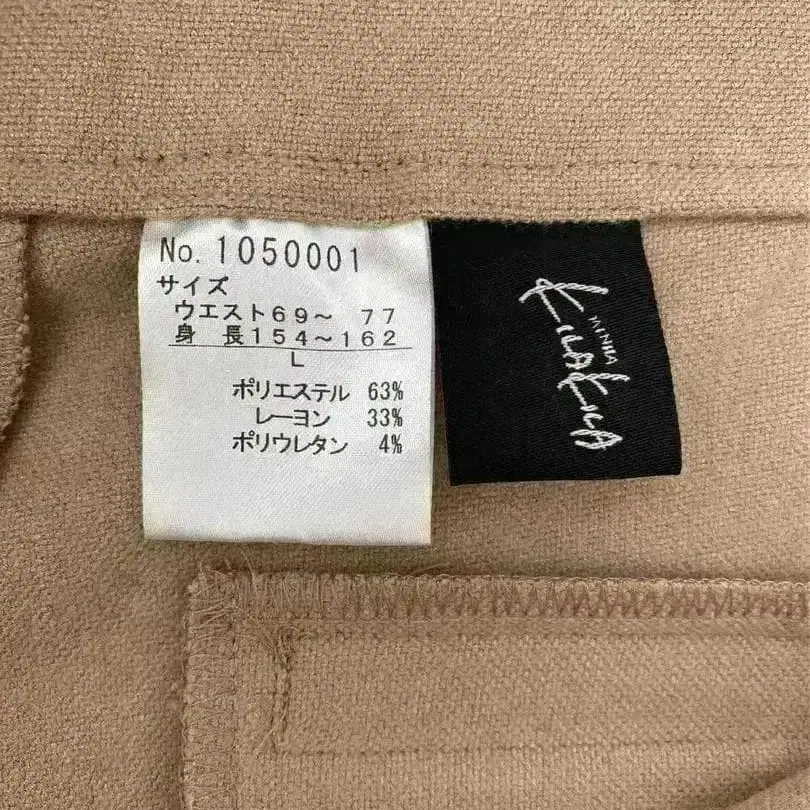 No. 1050001
サイズ
ウエスト69～ 77
身 長154～162
L
ポリエステル 63%
レーヨン 33%
ポリウレタン 4%
MINHA